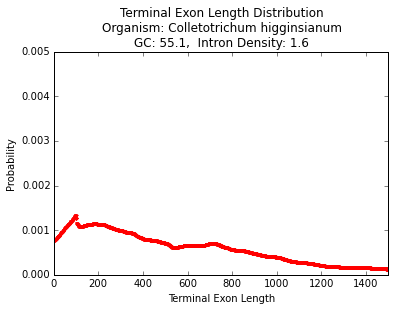 Terminal Exon Length Distribution
Organism: Colletotrichum higginsianum
GC: 55.1,  Intron Density: 1.6
0.005
0.004
0.003
0.002
0.001
0.000
Probability
0 200 400 600 800 1000 1200 1400
Terminal Exon Length